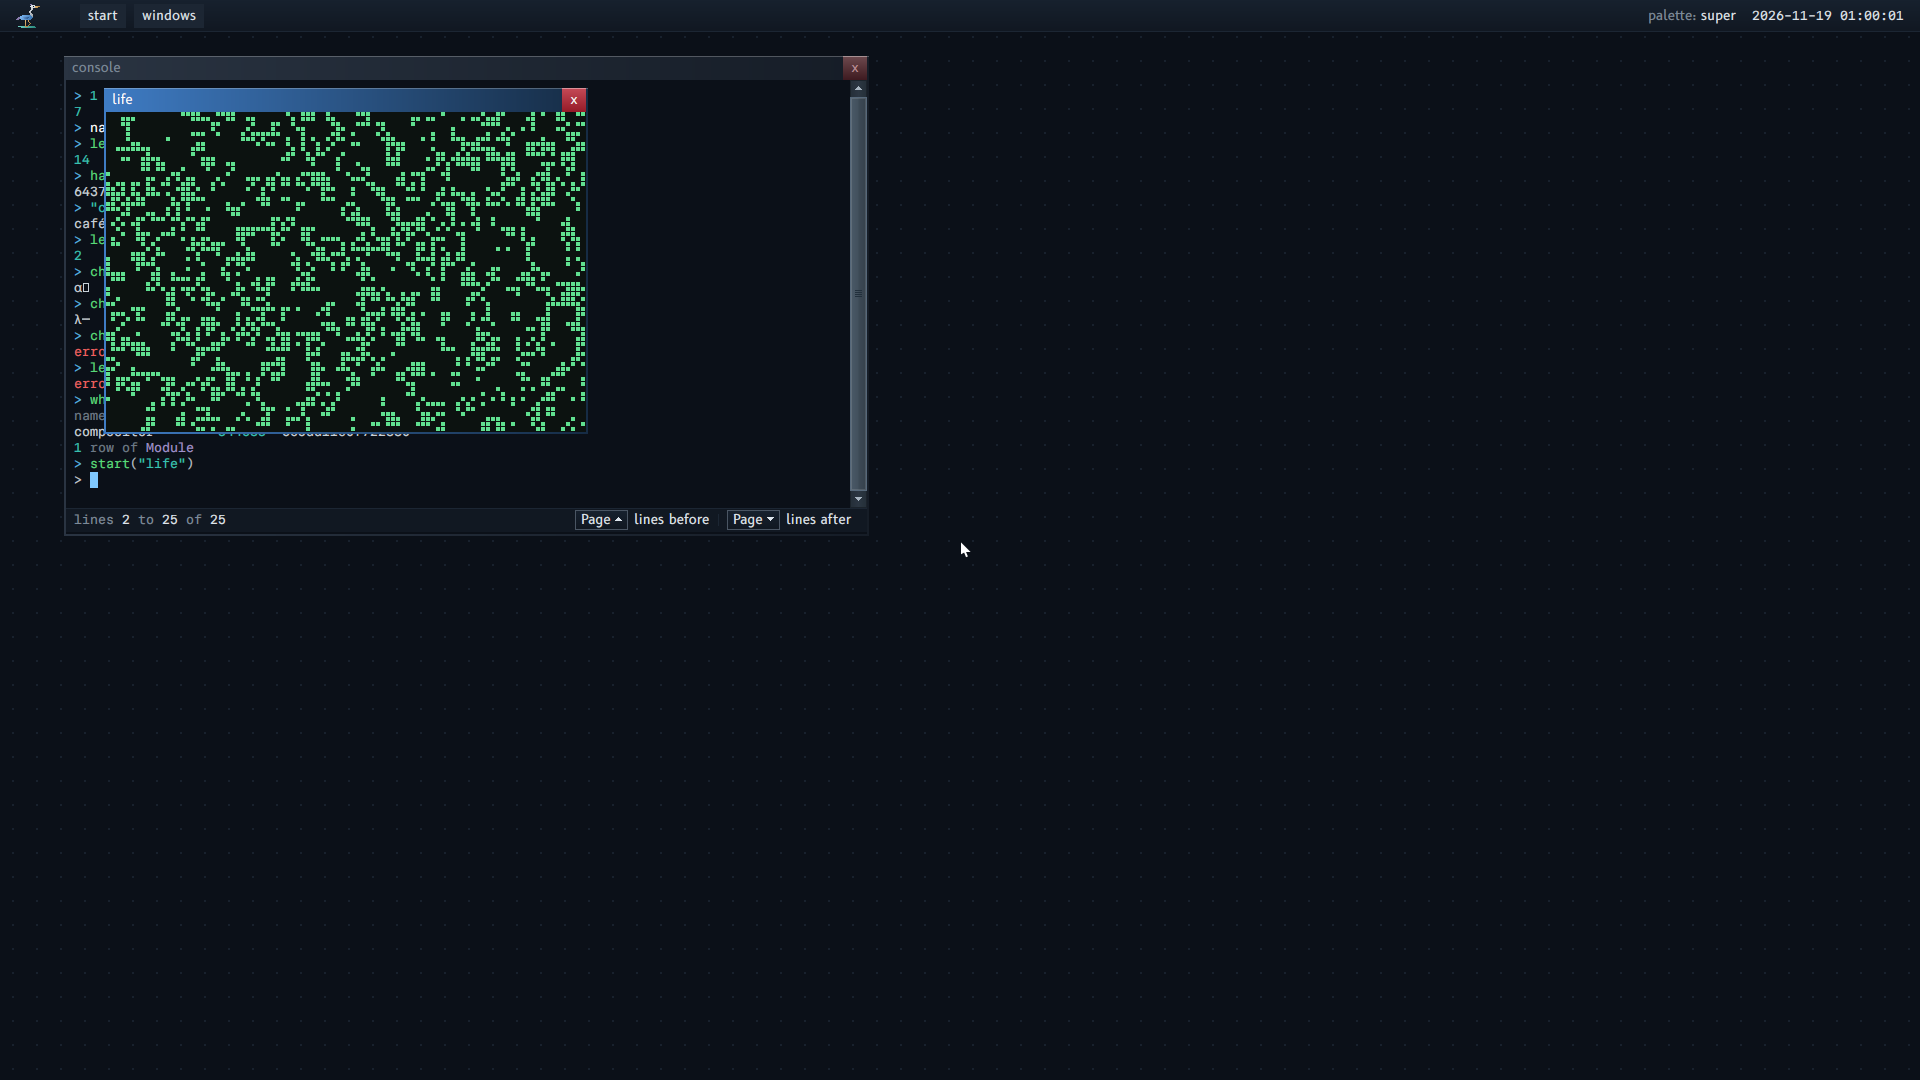 start windows palette: super 2026-11-19 01:00:01
console x
life x
> 1
7
> na
> le
14
> ha
6437
> "c
café
> le
2
> ch
α▯
> ch
λ—
> ch
erro
> le
erro
> wh
name
1 row of Module
> start("life")
>
lines 2 to 25 of 25 Page lines before Page lines after